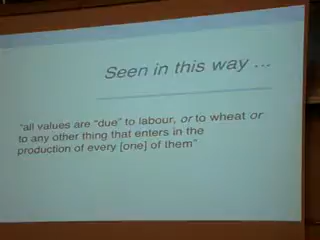 Seen in this way ...
"all values are "due" to labour, or to wheat or
to any other thing that enters in the
production of every [one] of them"